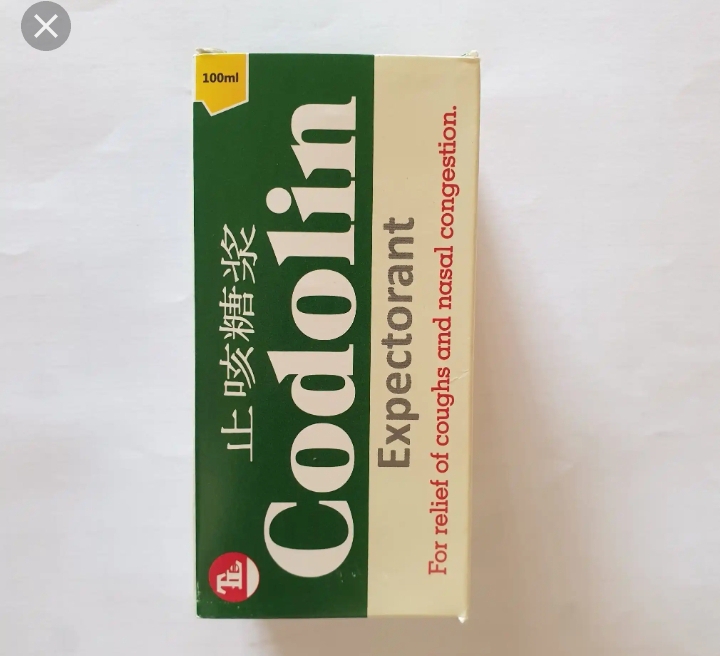 100ml
止咳糖浆
Codolin
Expectorant
For relief of coughs and nasal congestion.